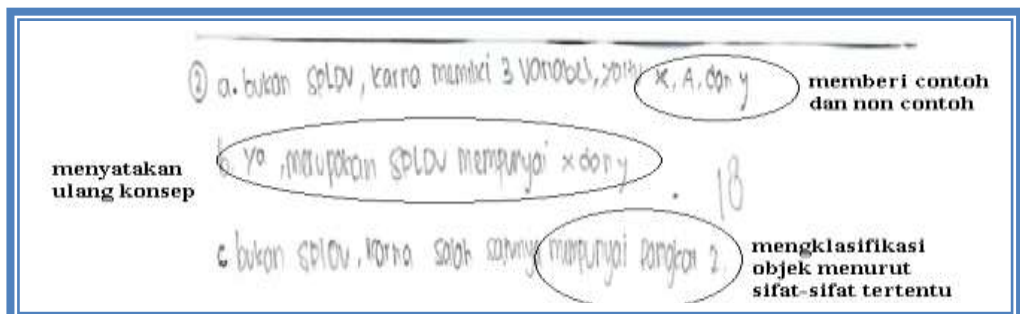 ② a. bukan SPLDV, karna memiliki 3 Variabel, yaitu x, A, dan y
memberi contoh
dan non contoh
menyatakan
ulang konsep
b. ya, merupakan SPLDV mempunyai x dan y
. 18
c bukan SPLDV, karna salah satunya mempunyai pangkat 2.
mengklasifikasi
objek menurut
sifat-sifat tertentu